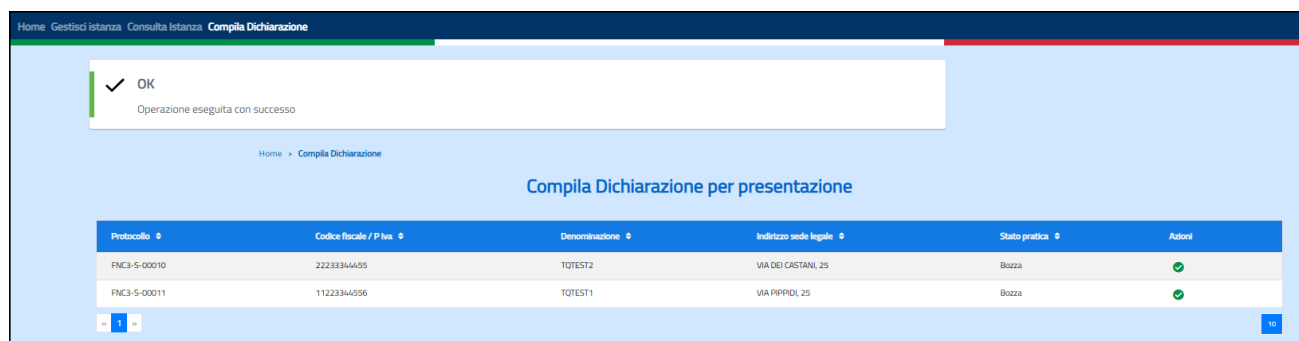 Home Gestisci istanza Consulta Istanza Compila Dichiarazione
OK
Operazione eseguita con successo
Home › Compila Dichiarazione
Compila Dichiarazione per presentazione
Protocollo Codice fiscale / P Iva Denominazione Indirizzo sede legale Stato pratica Azioni
FNC3-S-00010 22233344455 TQTEST2 VIA DEI CASTANI, 25 Bozza
FNC3-S-00011 11223344556 TQTEST1 VIA PIPPIDI, 25 Bozza
« 1 » 10